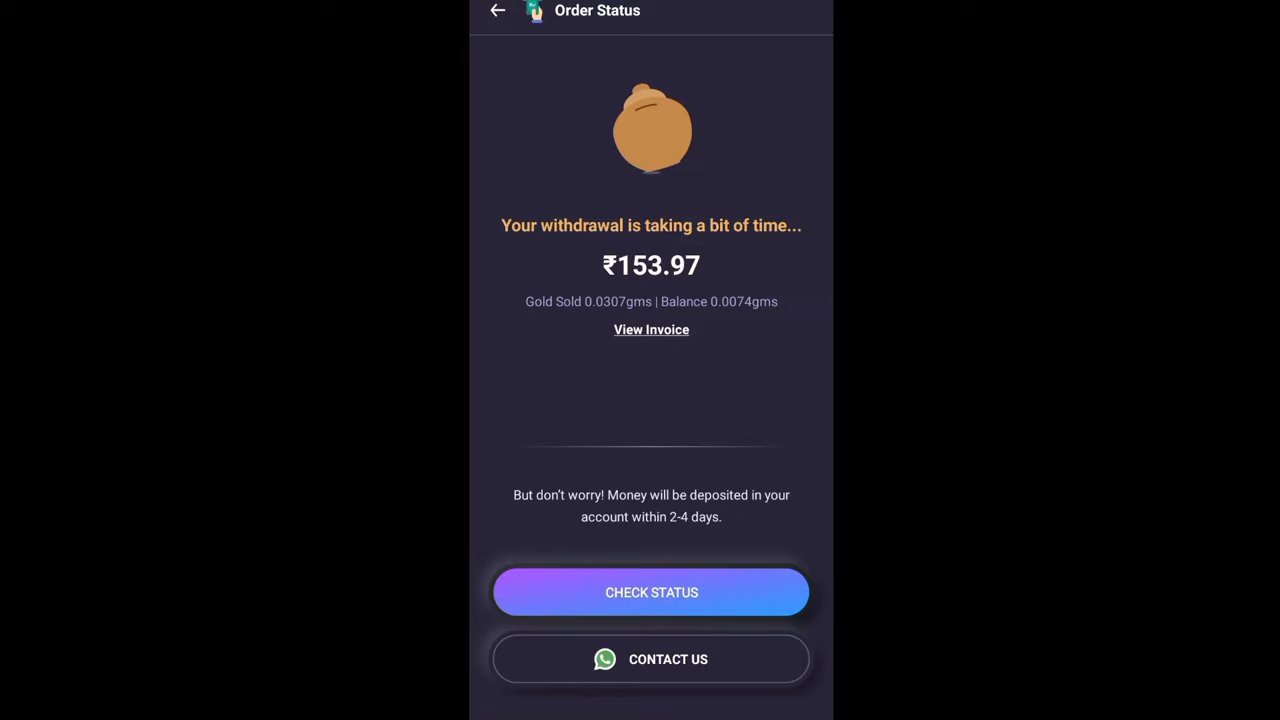 Order Status
Your withdrawal is taking a bit of time...
₹153.97
Gold Sold 0.0307gms | Balance 0.0074gms
View Invoice
But don’t worry! Money will be deposited in your
account within 2-4 days.
CHECK STATUS
CONTACT US